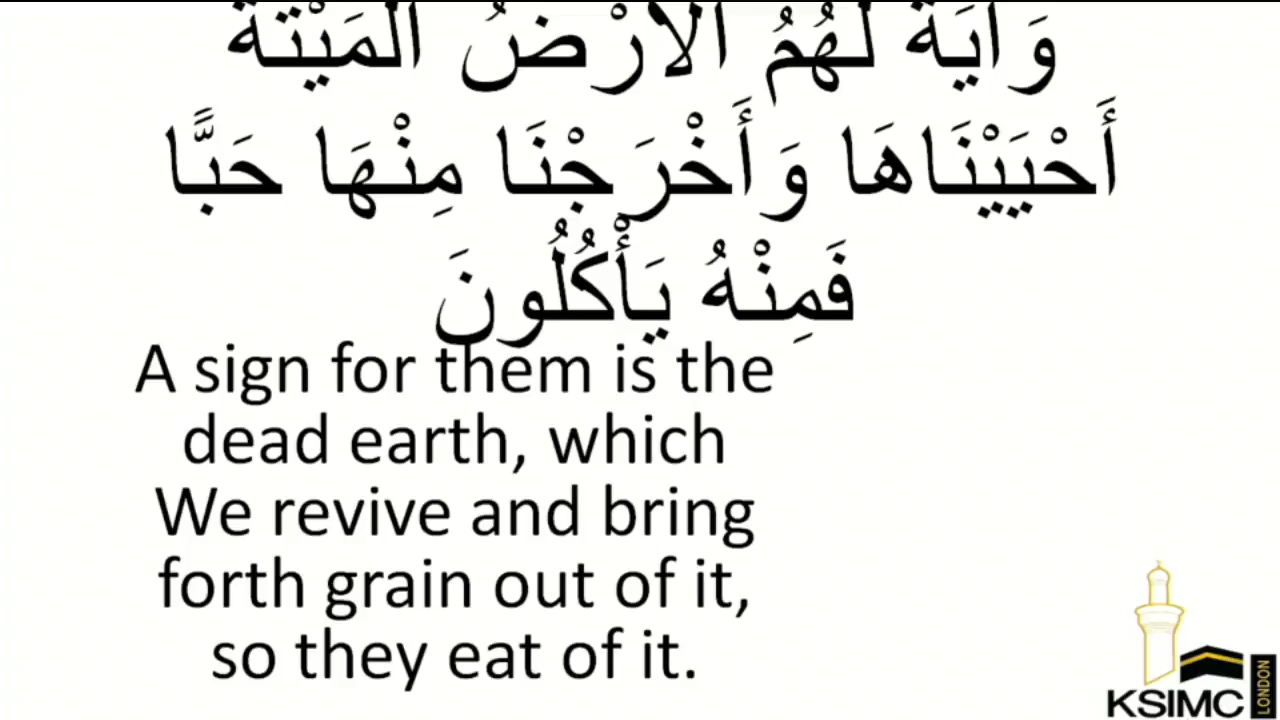 وَآيَةٌ لَهُمُ الْأَرْضُ الْمَيْتَةُ
أَحْيَيْنَاهَا وَأَخْرَجْنَا مِنْهَا حَبًّا
فَمِنْهُ يَأْكُلُونَ
A sign for them is the
dead earth, which
We revive and bring
forth grain out of it,
so they eat of it.
KSIMC
LONDON